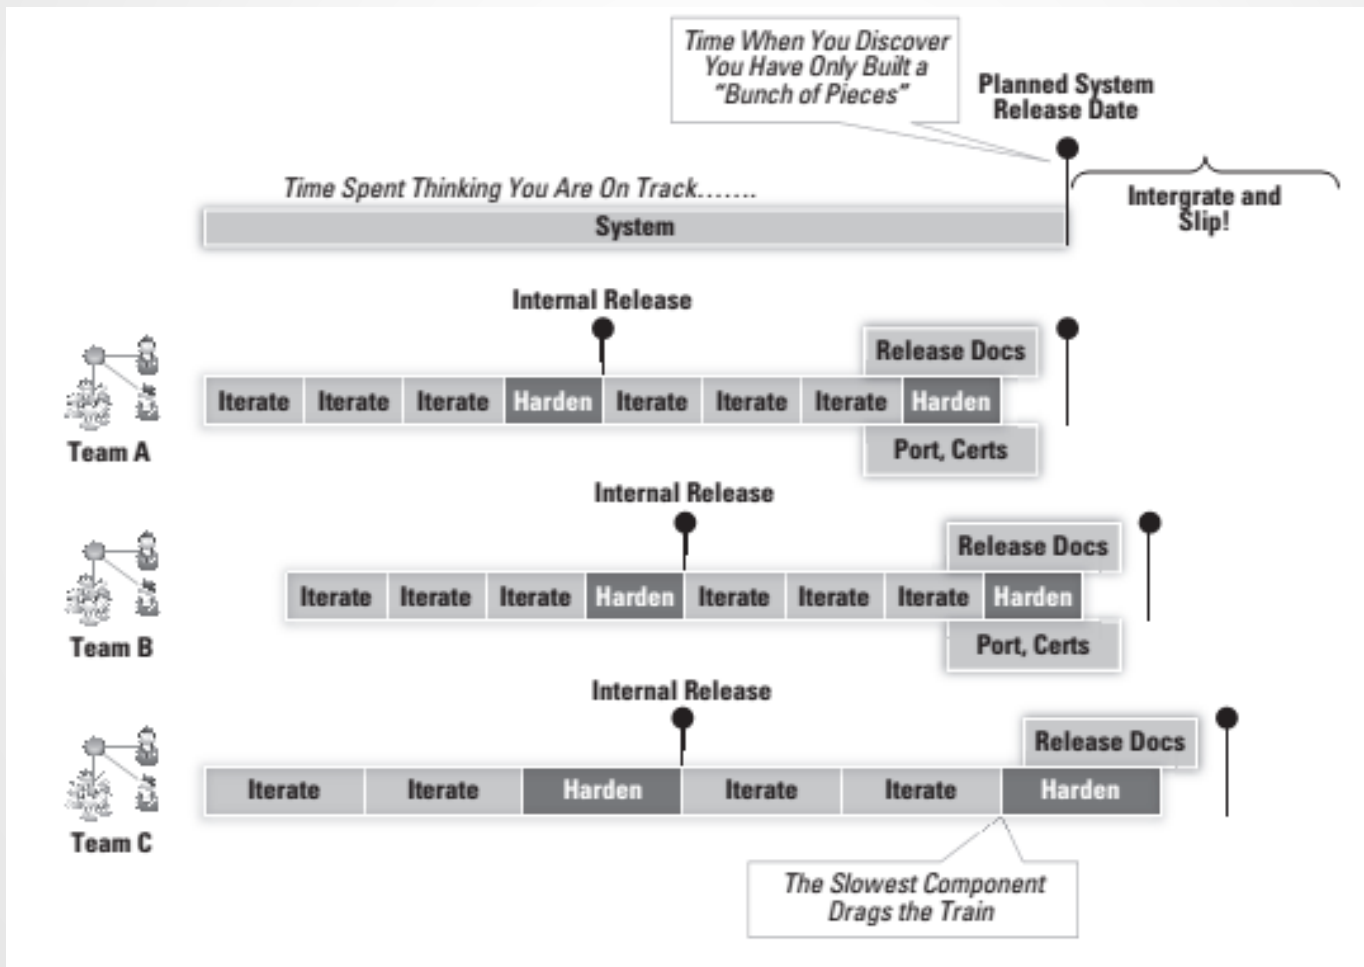 Time When You Discover
You Have Only Built a
“Bunch of Pieces”
Planned System
Release Date
Time Spent Thinking You Are On Track.......
Intergrate and
Slip!
System
Internal Release
Release Docs
Iterate Iterate Iterate Harden Iterate Iterate Iterate Harden
Team A
Port, Certs
Internal Release
Release Docs
Iterate Iterate Iterate Harden Iterate Iterate Iterate Harden
Team B
Port, Certs
Internal Release
Release Docs
Iterate Iterate Harden Iterate Iterate Harden
Team C
The Slowest Component
Drags the Train